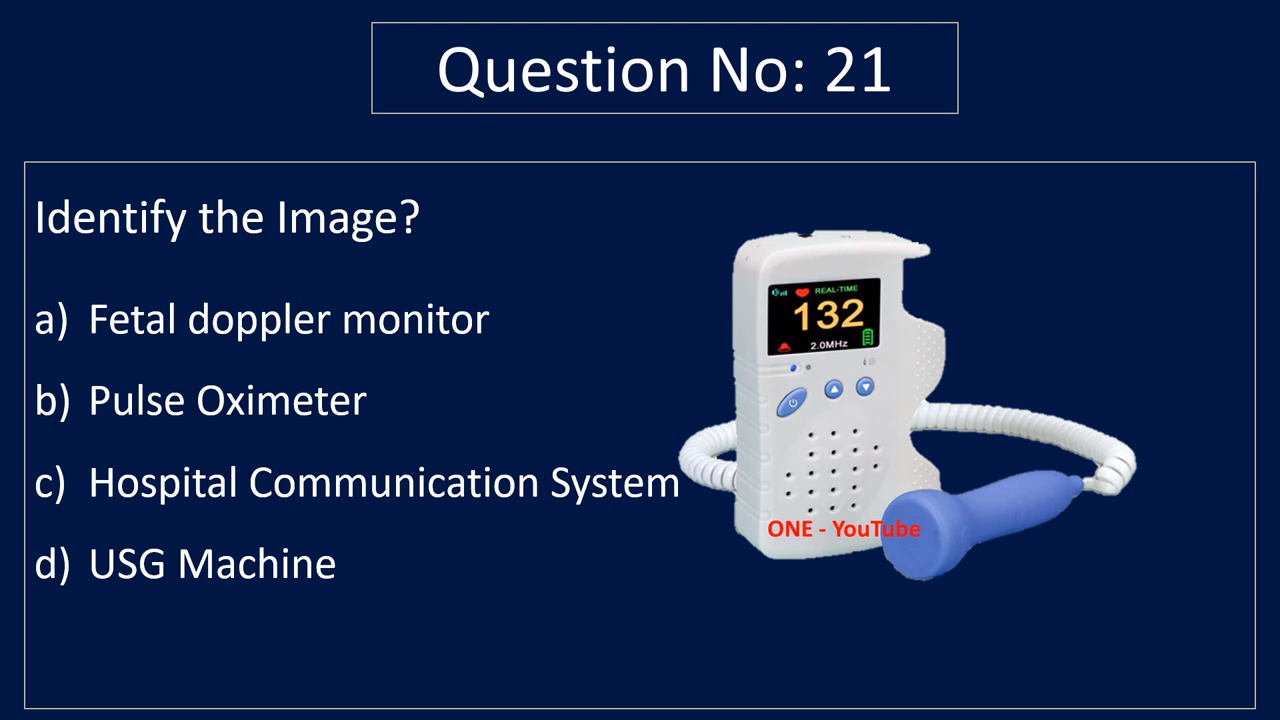 Question No: 21
Identify the Image?
a) Fetal doppler monitor
b) Pulse Oximeter
c) Hospital Communication System
d) USG Machine
REAL-TIME
132
2.0MHz
ONE - YouTube